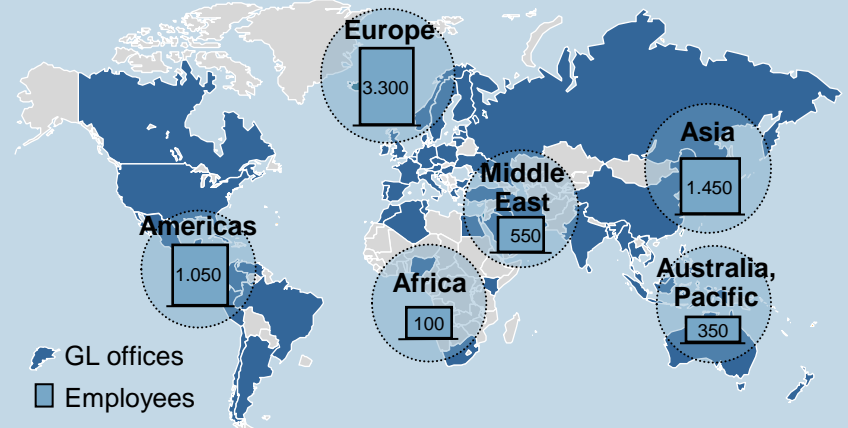 Europe
3.300
Asia
1.450
Middle
East
550
Americas
1.050
Africa
100
Australia,
Pacific
350
GL offices
Employees